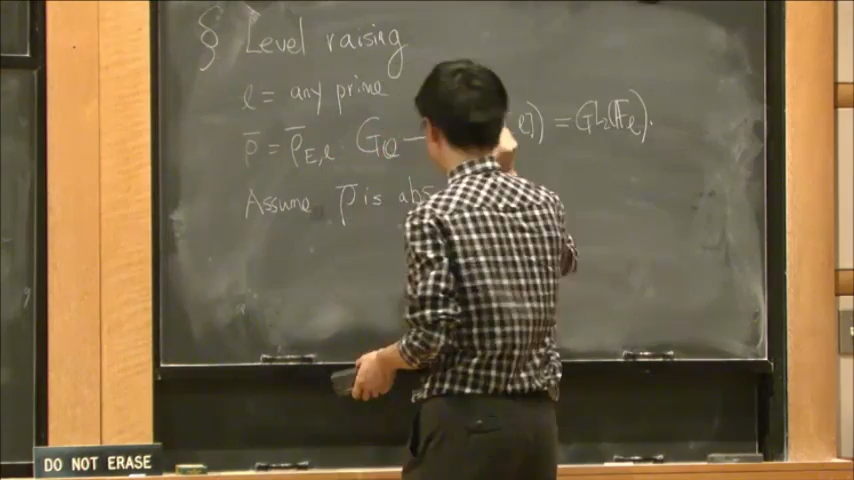 § Level raising
ℓ = any prime
ρ̄ = ρ̄_{E,ℓ} : G_ℚ − ℓ]) = GL₂(𝔽_ℓ).
Assume ρ̄ is abs
DO NOT ERASE